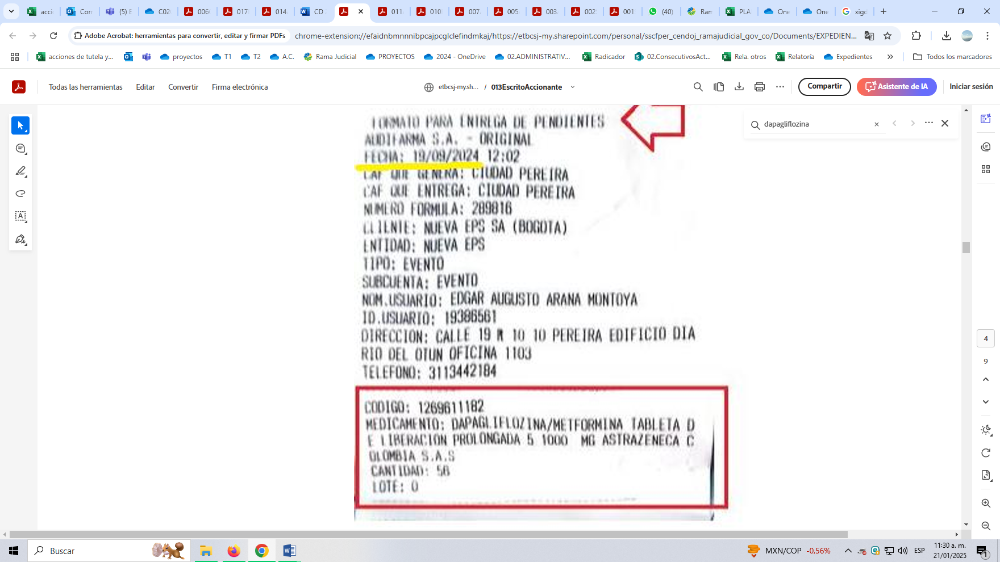 acci
Corr
(5) E
C020
006
017
014
CD
011
010
007
005
003
002
001
(40)
Ram
PLA
One
One
xigd
Adobe Acrobat: herramientas para convertir, editar y firmar PDFs
chrome-extension://efaidnbmnnnibpcajpcglclefindmkaj/https://etbcsj-my.sharepoint.com/personal/sscfper_cendoj_ramajudicial_gov_co/Documents/EXPEDIEN...
acciones de tutela y...
proyectos
T1
T2
A.C.
Rama Judicial
PROYECTOS
2024 - OneDrive
02.ADMINISTRATIV...
Radicador
02.ConsecutivosAct...
Rela. otros
Relatoría
Expedientes
Todos los marcadores
Todas las herramientas
Editar
Convertir
Firma electrónica
etbcsj-my.sh... / 013EscritoAccionante
Compartir
Asistente de IA
Iniciar sesión
dapagliflozina
FORMATO PARA ENTREGA DE PENDIENTES
AUDIFARMA S.A. - ORIGINAL
FECHA: 19/09/2024 12:02
CAF QUE GENERA: CIUDAD PEREIRA
CAF QUE ENTREGA: CIUDAD PEREIRA
NUMERO FORMULA: 289816
CLIENTE: NUEVA EPS SA (BOGOTA)
ENTIDAD: NUEVA EPS
TIPO: EVENTO
SUBCUENTA: EVENTO
NOM.USUARIO: EDGAR AUGUSTO ARANA MONTOYA
ID.USUARIO: 19386561
DIRECCION: CALLE 19 N 10 10 PEREIRA EDIFICIO DIA
RIO DEL OTUN OFICINA 1103
TELEFONO: 3113442184
CODIGO: 1269611182
MEDICAMENTO: DAPAGLIFLOZINA/METFORMINA TABLETA D
E LIBERACION PROLONGADA 5 1000 MG ASTRAZENECA C
OLOMBIA S.A.S
CANTIDAD: 56
LOTE: 0
4
9
Buscar
MXN/COP -0,56%
ESP
11:30 a. m.
21/01/2025
1